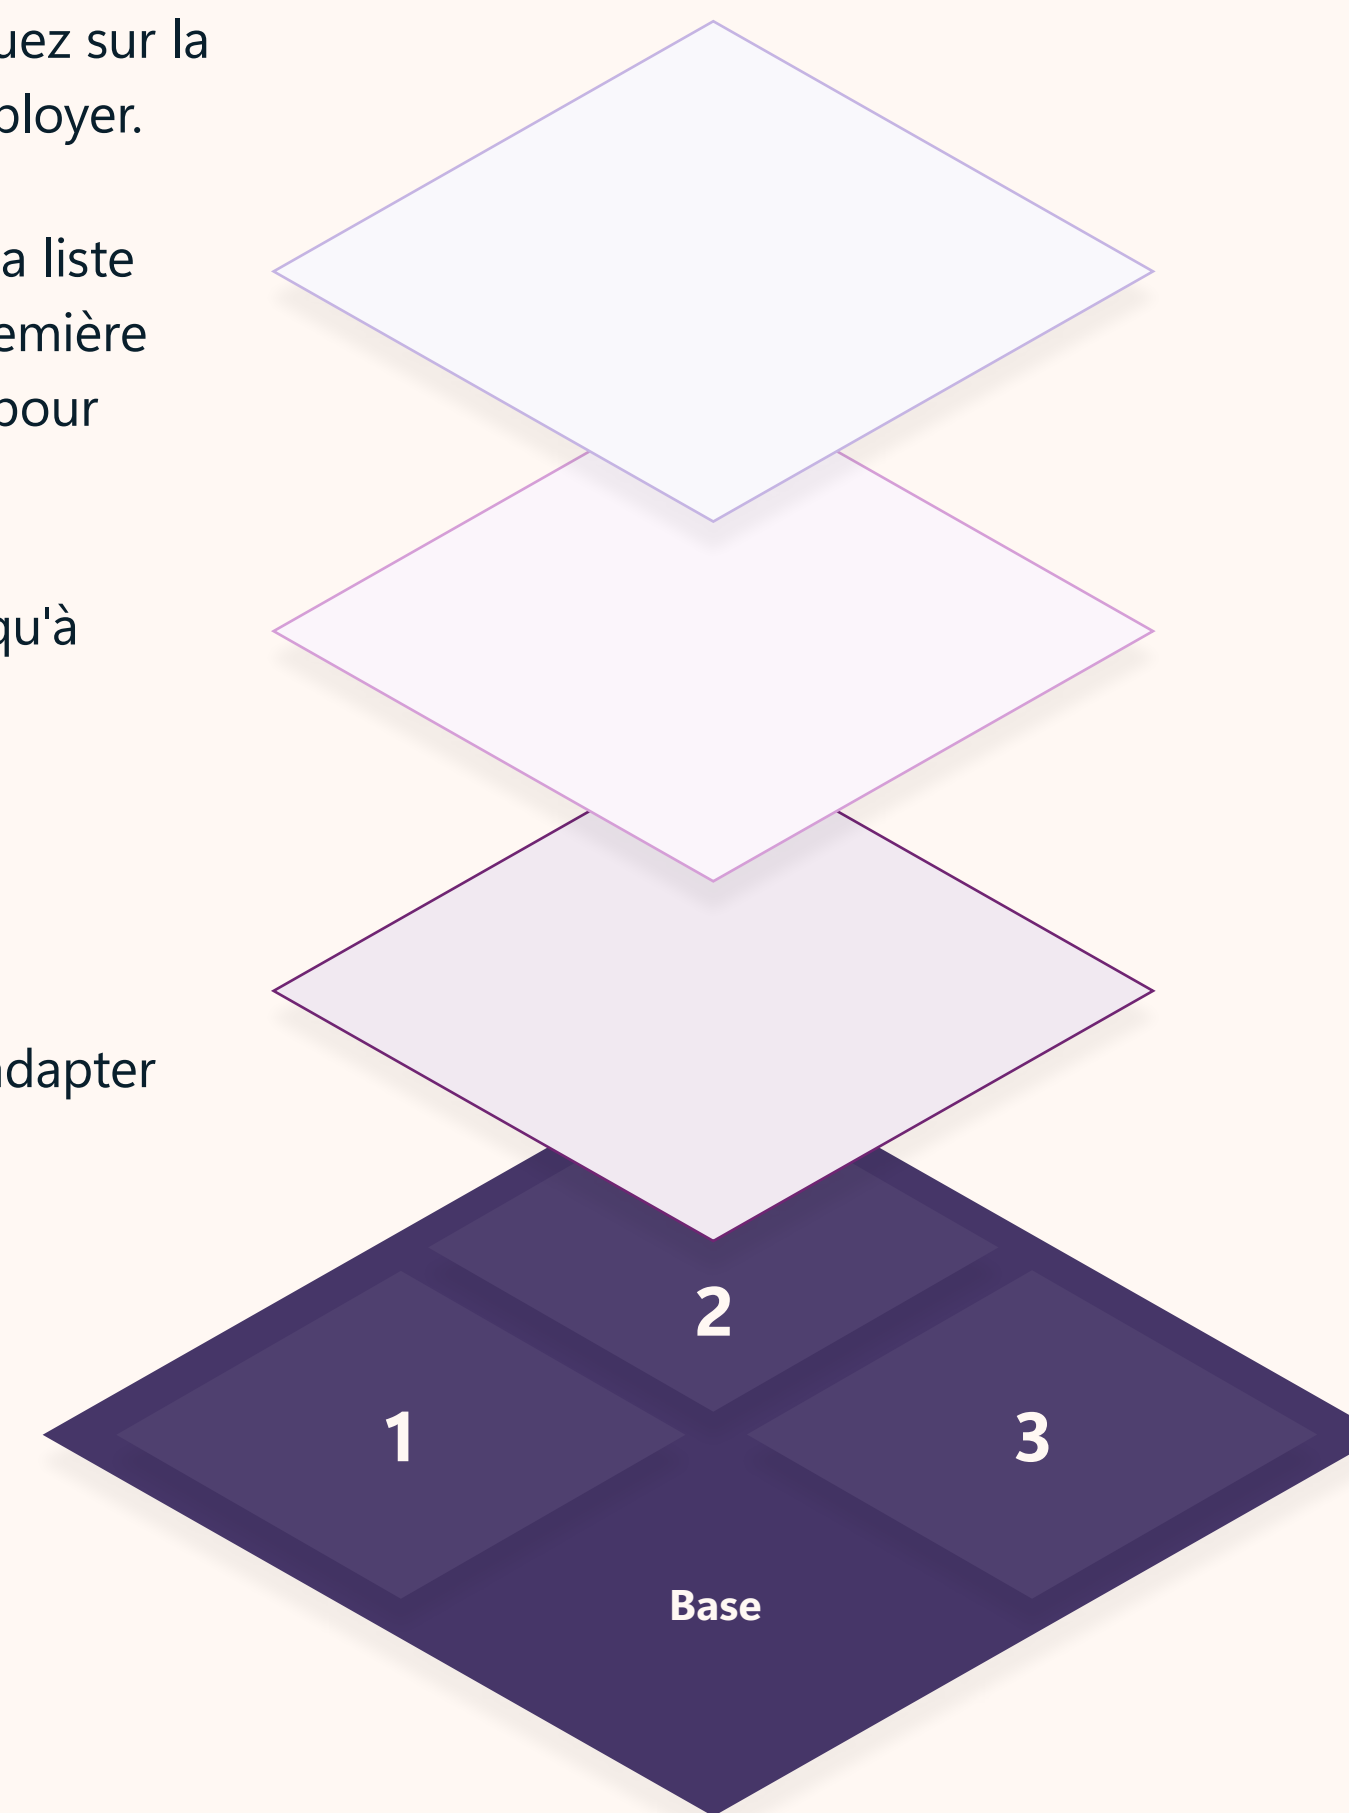 uez sur la
ployer.
a liste
emière
pour
qu'à
adapter
2
1
3
Base